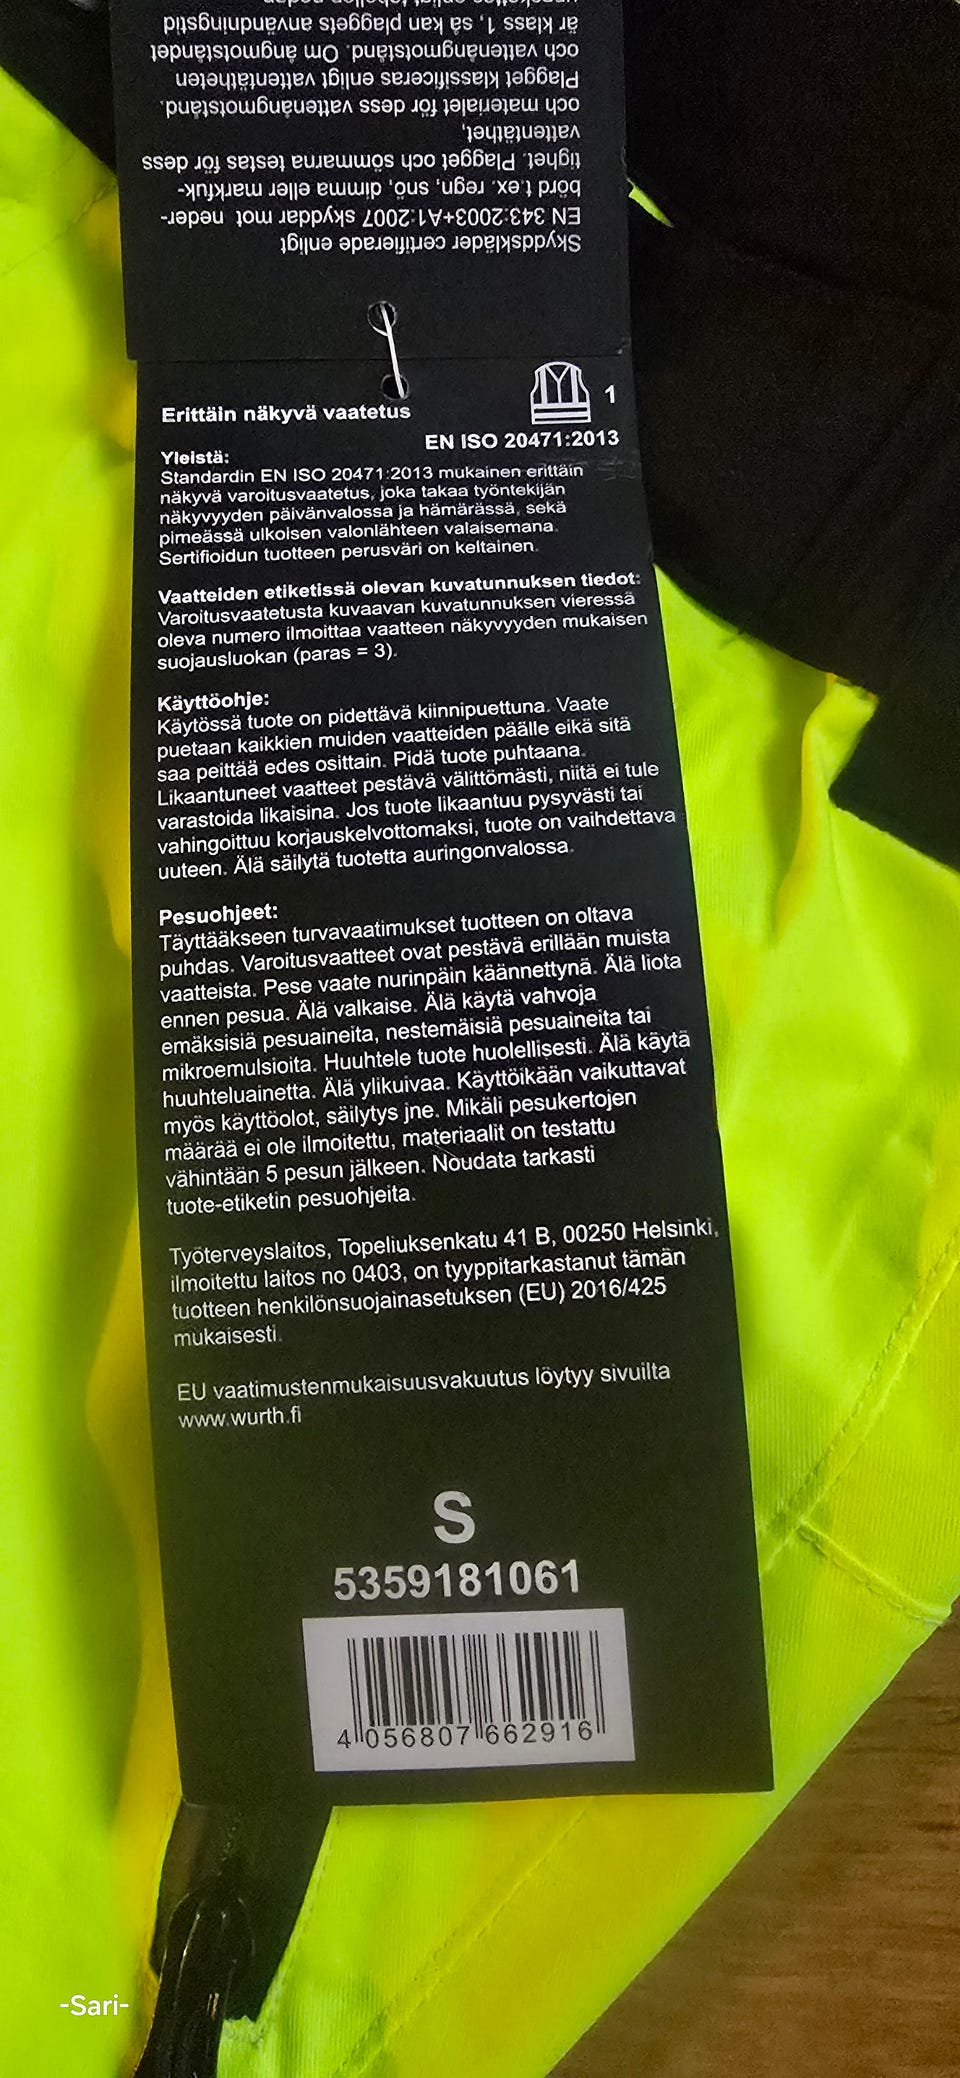 Skyddskläder certifierade enligt
EN 343:2003+A1:2007 skyddar mot neder-
börd t.ex. regn, snö, dimma eller markfuk-
tighet. Plagget och sömmarna testas för dess
vattentäthet,
och materialet för dess vattenångmotstånd.
Plagget klassificeras enligt vattentätheten
och vattenångmotstånd. Om ångmotståndet
är klass 1, så kan plaggets användningstid
enligt tabellen nedan
Erittäin näkyvä vaatetus
1
EN ISO 20471:2013
Yleistä:
Standardin EN ISO 20471:2013 mukainen erittäin
näkyvä varoitusvaatetus, joka takaa työntekijän
näkyvyyden päivänvalossa ja hämärässä, sekä
pimeässä ulkoisen valonlähteen valaisemana.
Sertifioidun tuotteen perusväri on keltainen.
Vaatteiden etiketissä olevan kuvatunnuksen tiedot:
Varoitusvaatetusta kuvaavan kuvatunnuksen vieressä
oleva numero ilmoittaa vaatteen näkyvyyden mukaisen
suojausluokan (paras = 3).
Käyttöohje:
Käytössä tuote on pidettävä kiinnipuettuna. Vaate
puetaan kaikkien muiden vaatteiden päälle eikä sitä
saa peittää edes osittain. Pidä tuote puhtaana.
Likaantuneet vaatteet pestävä välittömästi, niitä ei tule
varastoida likaisina. Jos tuote likaantuu pysyvästi tai
vahingoittuu korjauskelvottomaksi, tuote on vaihdettava
uuteen. Älä säilytä tuotetta auringonvalossa.
Pesuohjeet:
Täyttääkseen turvavaatimukset tuotteen on oltava
puhdas. Varoitusvaatteet ovat pestävä erillään muista
vaatteista. Pese vaate nurinpäin käännettynä. Älä liota
ennen pesua. Älä valkaise. Älä käytä vahvoja
emäksisiä pesuaineita, nestemäisiä pesuaineita tai
mikroemulsioita. Huuhtele tuote huolellisesti. Älä käytä
huuhteluainetta. Älä ylikuivaa. Käyttöikään vaikuttavat
myös käyttöolot, säilytys jne. Mikäli pesukertojen
määrää ei ole ilmoitettu, materiaalit on testattu
vähintään 5 pesun jälkeen. Noudata tarkasti
tuote-etiketin pesuohjeita.
Työterveyslaitos, Topeliuksenkatu 41 B, 00250 Helsinki,
ilmoitettu laitos no 0403, on tyyppitarkastanut tämän
tuotteen henkilönsuojainasetuksen (EU) 2016/425
mukaisesti.
EU vaatimustenmukaisuusvakuutus löytyy sivuilta
www.wurth.fi
S
5359181061
4 056807 662916
-Sari-